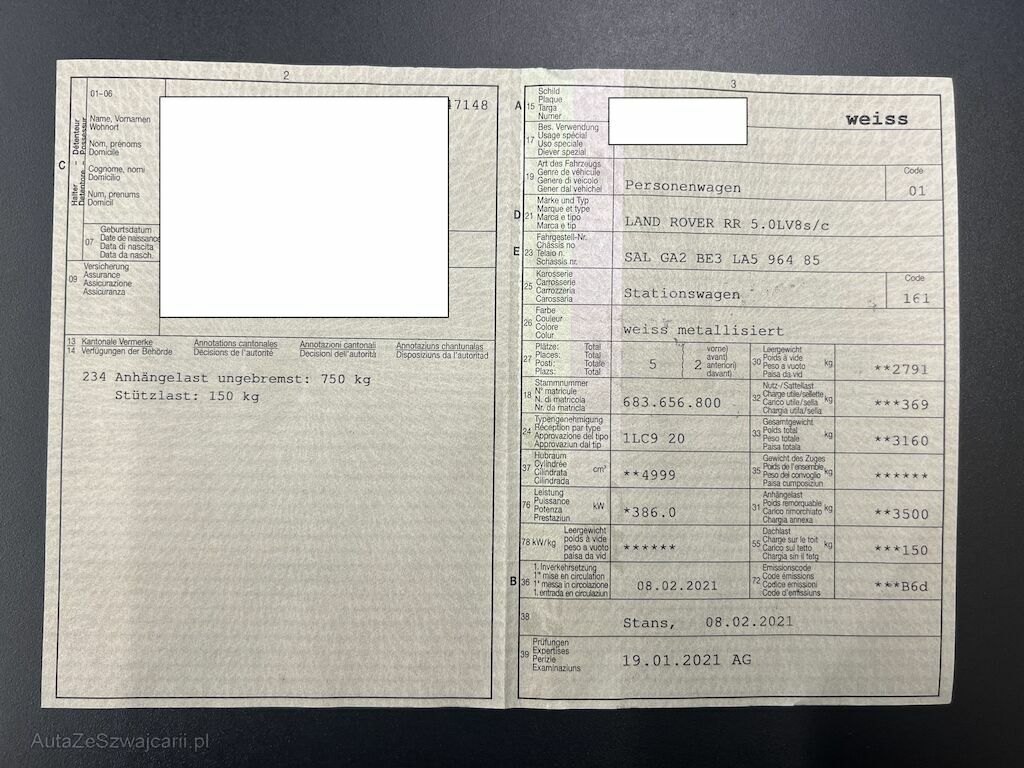 2
01-06
47148
Halter – Détenteur
Detentore – Possessur
C
Name, Vornamen
Wohnort
Nom, prénoms
Domicile
Cognome, nomi
Domicilio
Num, prenums
Domicil
07
Geburtsdatum
Date de naissance
Data di nascita
Data da nasch.
09
Versicherung
Assurance
Assicurazione
Assicuranza
13 Kantonale Vermerke Annotations cantonales Annotazioni cantonali Annotaziuns chantunalas
14 Verfügungen der Behörde Décisions de l'autorité Decisioni dell'autorità Disposiziuns da l'autoritad
234 Anhängelast ungebremst: 750 kg
Stützlast: 150 kg
3
A 15
Schild
Plaque
Targa
Numer
weiss
17
Bes. Verwendung
Usage spécial
Uso speciale
Diever spezial
19
Art des Fahrzeugs
Genre de véhicule
Genere di veicolo
Gener dal vehichel
Personenwagen
Code
01
D 21
Marke und Typ
Marque et type
Marca e tipo
Marca e tip
LAND ROVER RR 5.0LV8s/c
E 23
Fahrgestell-Nr.
Châssis no
Telaio n.
Schassis nr.
SAL GA2 BE3 LA5 964 85
25
Karosserie
Carrosserie
Carrozzeria
Carossaria
Stationswagen
Code
161
26
Farbe
Couleur
Colore
Colur
weiss metallisiert
27
Plätze: Total
Places: Total
Posti: Totale
Plazs: Total
5
2
vorne)
avant)
anteriori)
davant)
30
Leergewicht
Poids à vide
Peso a vuoto
Paisa da vid
kg
**2791
18
Stammnummer
N° matricule
N. di matricola
Nr. da matricla
683.656.800
32
Nutz-/Sattellast
Charge utile/sellette
Carico utile/sella
Chargia utila/sella
kg
***369
24
Typengenehmigung
Réception par type
Approvazione del tipo
Approvaziun dal tip
1LC9 20
33
Gesamtgewicht
Poids total
Peso totale
Paisa totala
kg
**3160
37
Hubraum
Cylindrée
Cilindrata
Cilindrada
cm³
**4999
35
Gewicht des Zuges
Poids de l'ensemble
Peso del convoglio
Paisa cumposiziun
kg
******
76
Leistung
Puissance
Potenza
Prestaziun
kW
*386.0
31
Anhängelast
Poids remorquable
Carico rimorchiato
Chargia annexa
kg
**3500
78 kW/kg
Leergewicht
poids à vide
peso a vuoto
paisa da vid
******
55
Dachlast
Charge sur le toit
Carico sul tetto
Chargia sin il tetg
kg
***150
B 36
1. Inverkehrsetzung
1re mise en circulation
1a messa in circolazione
1. entrada en circulaziun
08.02.2021
72
Emissionscode
Code émissions
Codice emissioni
Code d'emissiuns
***B6d
38
Stans, 08.02.2021
39
Prüfungen
Expertises
Perizie
Examinaziuns
19.01.2021 AG
AutaZeSzwajcarii.pl